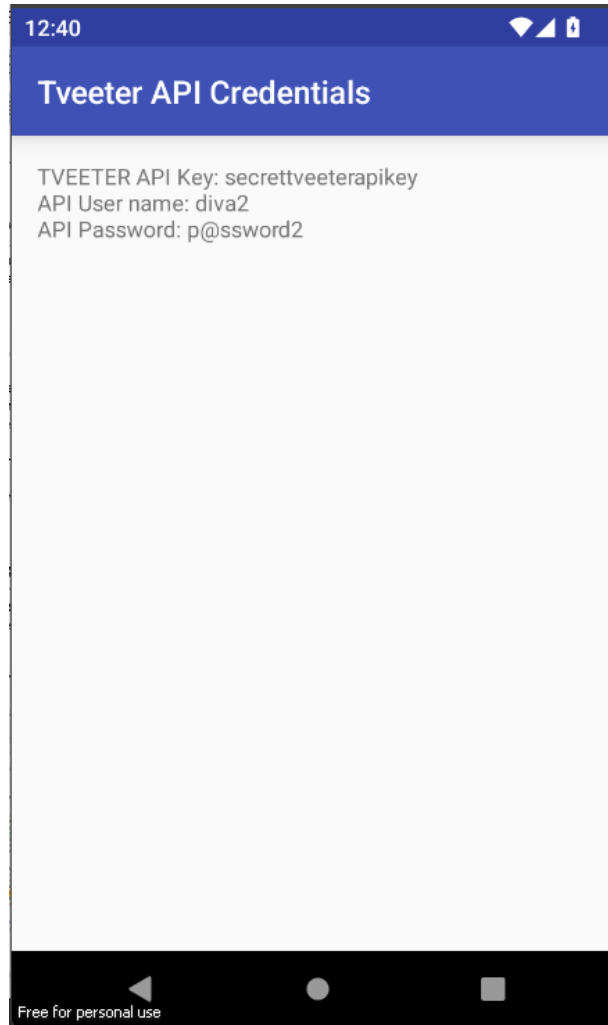 12:40
Tveeter API Credentials
TVEETER API Key: secrettveeterapikey
API User name: diva2
API Password: p@ssword2
Free for personal use